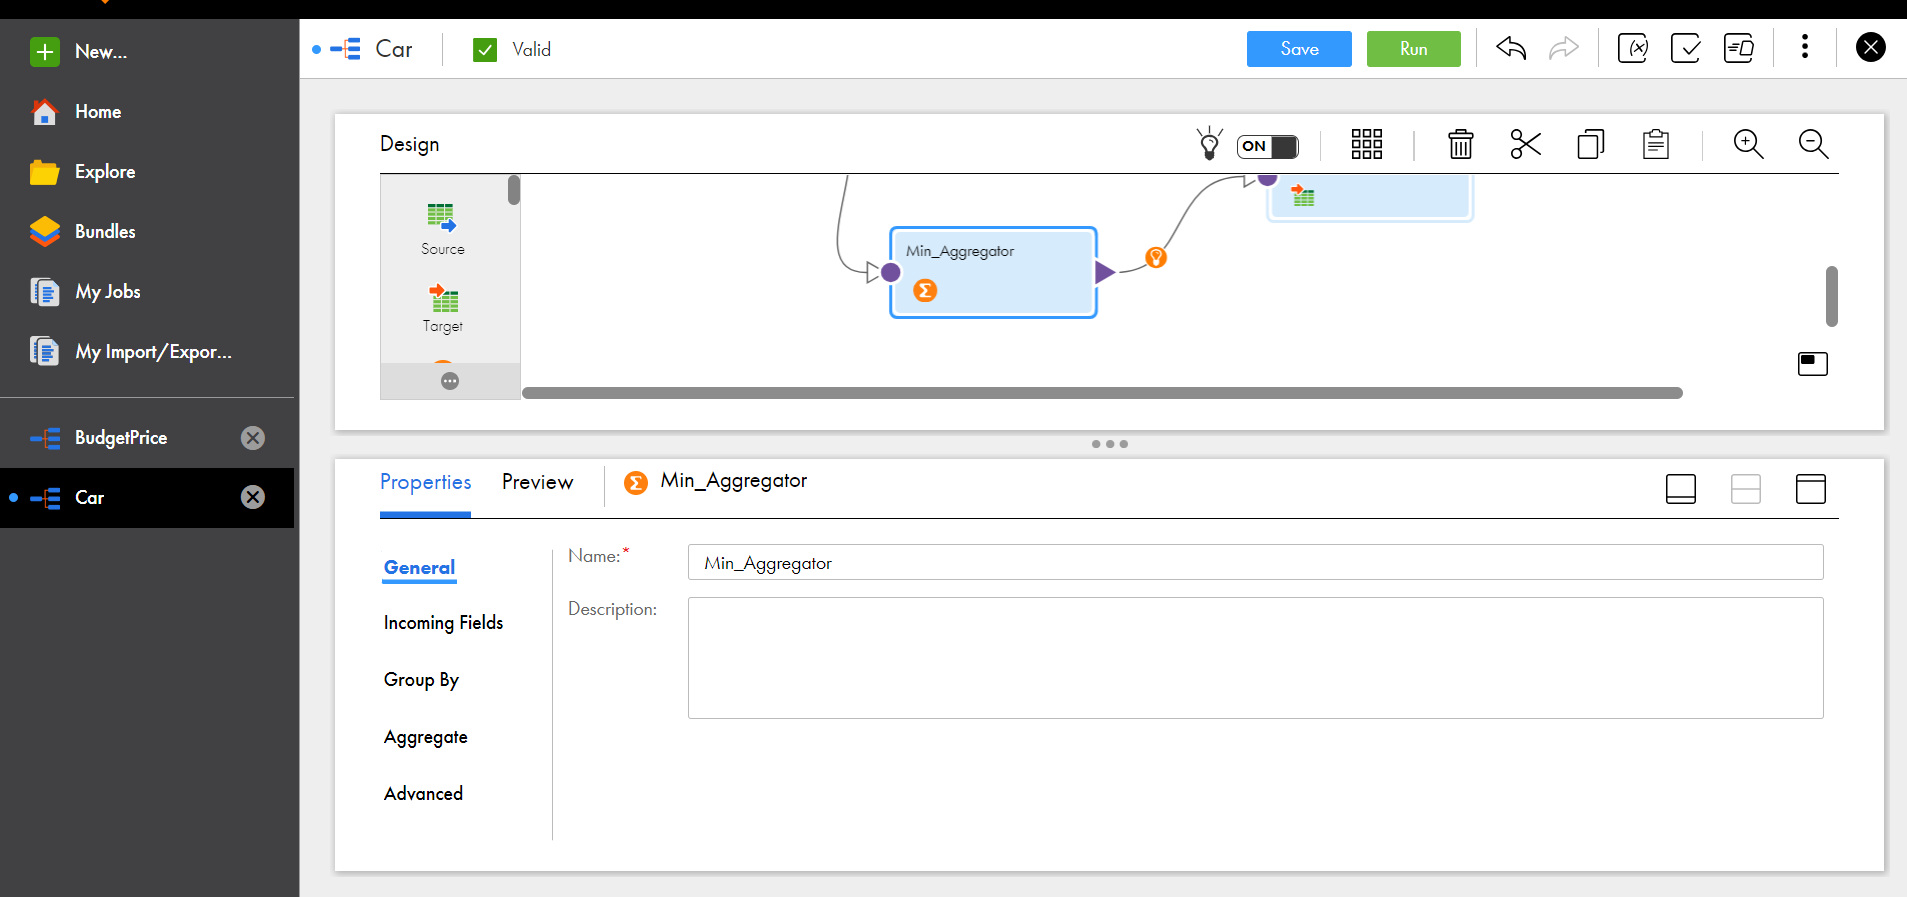 New...
Home
Explore
Bundles
My Jobs
My Import/Expor...
BudgetPrice
Car
Car
Valid
Save
Run
Design
ON
Source
Target
Min_Aggregator
Properties
Preview
Min_Aggregator
General
Incoming Fields
Group By
Aggregate
Advanced
Name:*
Min_Aggregator
Description: